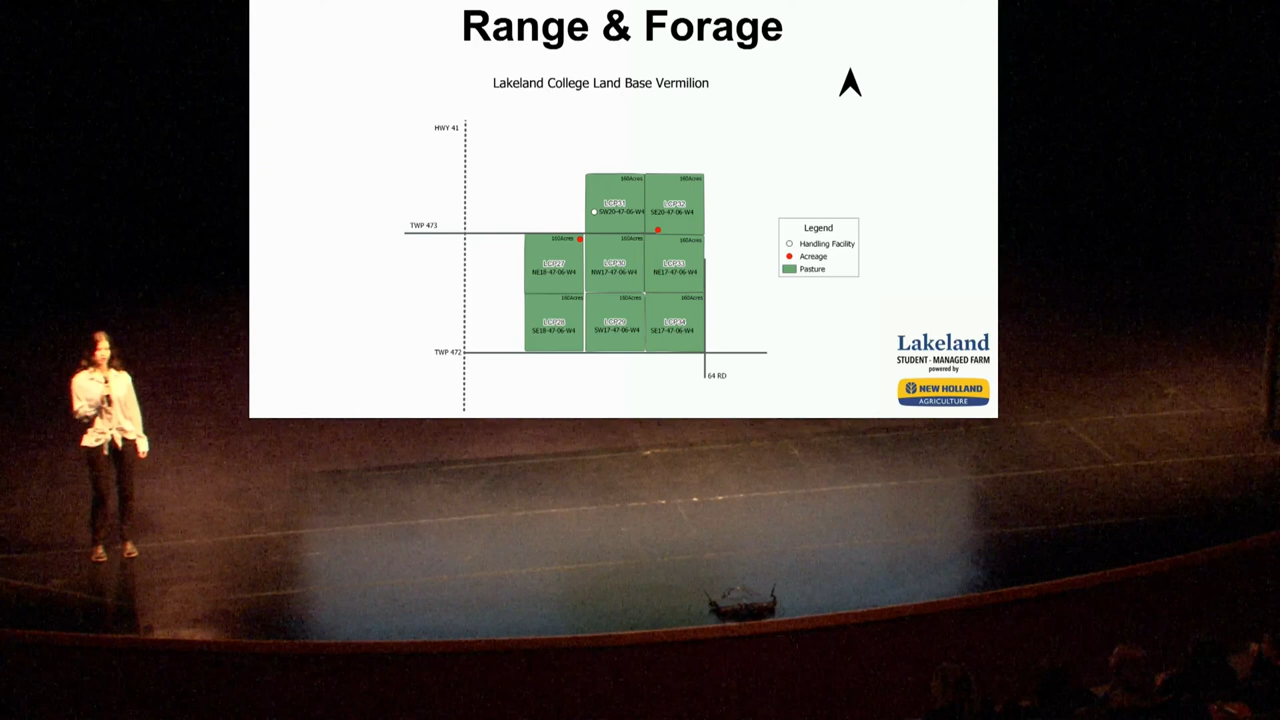 Range & Forage
Lakeland College Land Base Vermilion
HWY 41
160Acres
160Acres
LCP31
LCP32
SW20-47-06-W4
SE20-47-06-W4
TWP 473
Legend
Handling Facility
Acreage
Pasture
160Acres
160Acres
160Acres
LCP27
LCP30
LCP33
NE18-47-06-W4
NW17-47-06-W4
NE17-47-06-W4
160Acres
160Acres
160Acres
LCP28
LCP29
LCP34
SE18-47-06-W4
SW17-47-06-W4
SE17-47-06-W4
TWP 472
64 RD
Lakeland
STUDENT-MANAGED FARM
powered by
NEW HOLLAND
AGRICULTURE